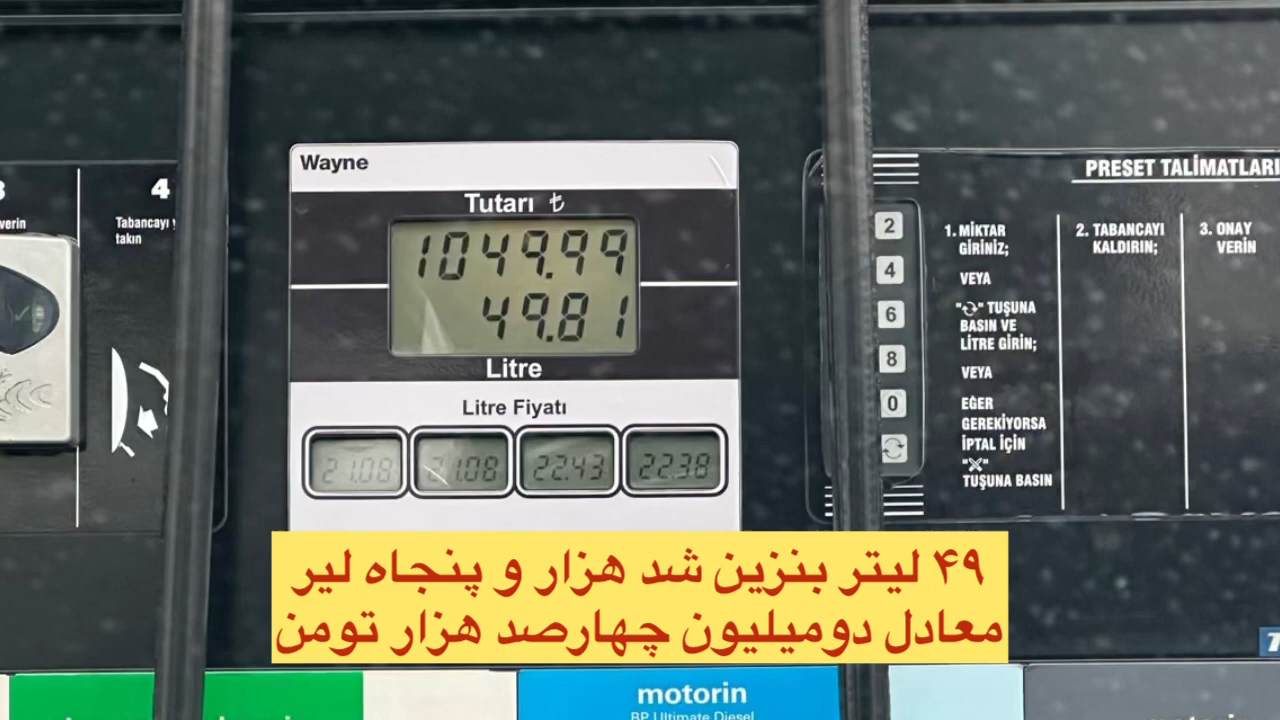 Wayne
Tutarı ₺
1049.99
49.81
Litre
Litre Fiyatı
21.08 21.08 22.43 22.38
4
Tabancayı
takın
verin
PRESET TALİMATLARI
2
4
6
8
0
1. MİKTAR
GİRİNİZ;
VEYA
TUŞUNA
BASIN VE
LİTRE GİRİN;
VEYA
EĞER
GEREKİYORSA
İPTAL İÇİN
TUŞUNA BASIN
2. TABANCAYI
KALDIRIN;
3. ONAY
VERİN
۴۹ لیتر بنزین شد هزار و پنجاه لیر
معادل دومیلیون چهارصد هزار تومن
motorin
BP Ultimate Diesel
7